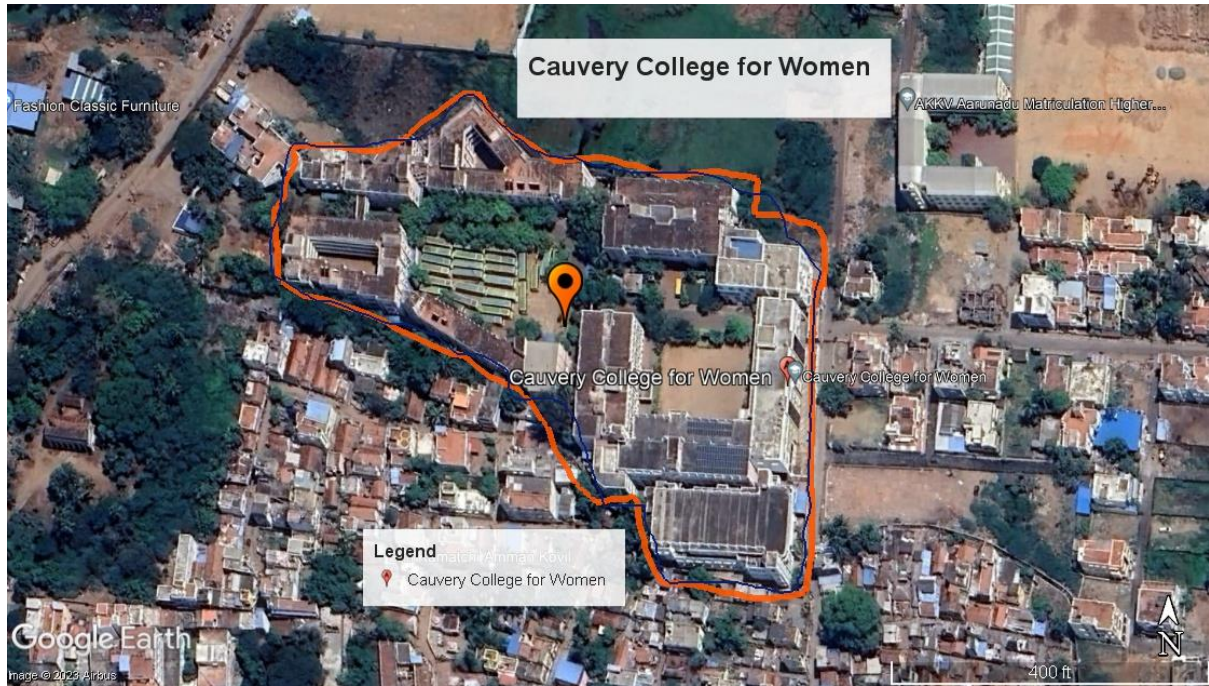 Cauvery College for Women
Fashion Classic Furniture
AKKV Aarunadu Matriculation Higher...
Cauvery College for Women
Cauvery College for Women
Legend
Kovil
Cauvery College for Women
Google Earth
N
400 ft
Image © 2023 Airbus